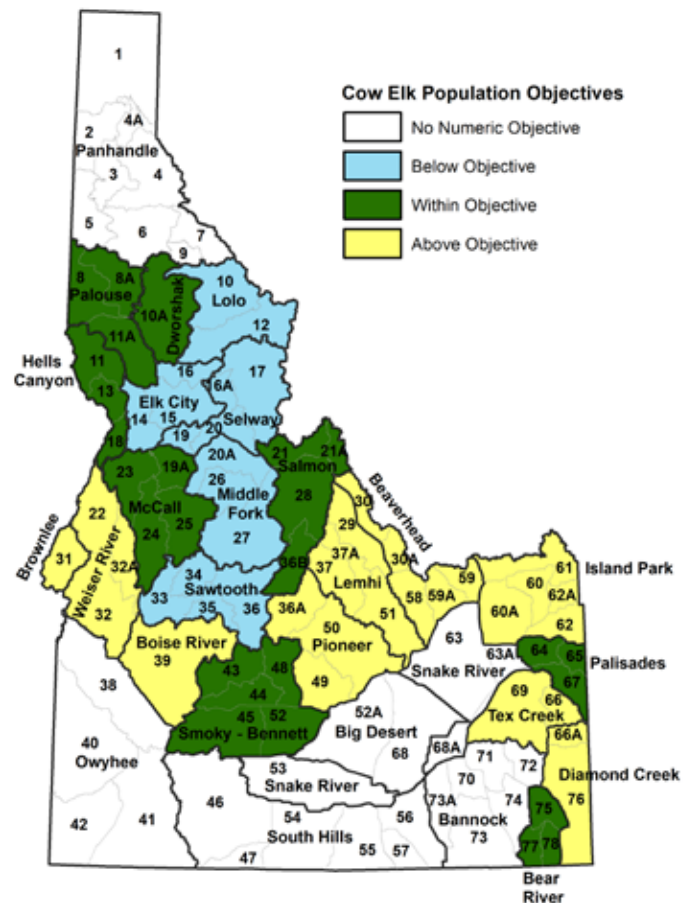 1
Cow Elk Population Objectives
No Numeric Objective
Below Objective
Within Objective
Above Objective
4A
2
Panhandle
3
4
5
6
7
9
8
8A
Palouse
10A
Dworshak
10
Lolo
12
11A
Hells
Canyon
11
13
16
16A
17
Elk City
14
15
Selway
18
19
20
20A
21
21A
Salmon
23
19A
26
Middle
Fork
28
McCall
24
25
27
Beaverhead
30
29
22
Brownlee
31
Weiser River
32A
32
37A
37
Lemhi
30A
58
59A
59
51
61
Island Park
60
62A
60A
62
36B
34
Sawtooth
33
35
36
36A
50
Pioneer
49
Boise River
39
63
63A
Snake River
64
65
Palisades
67
43
48
44
45
52
Smoky - Bennett
69
66
Tex Creek
66A
38
52A
Big Desert
68
68A
Diamond Creek
76
40
Owyhee
42
41
53
Snake River
46
54
South Hills
47
55
56
57
71
70
72
73A
74
Bannock
73
75
77
78
Bear
River